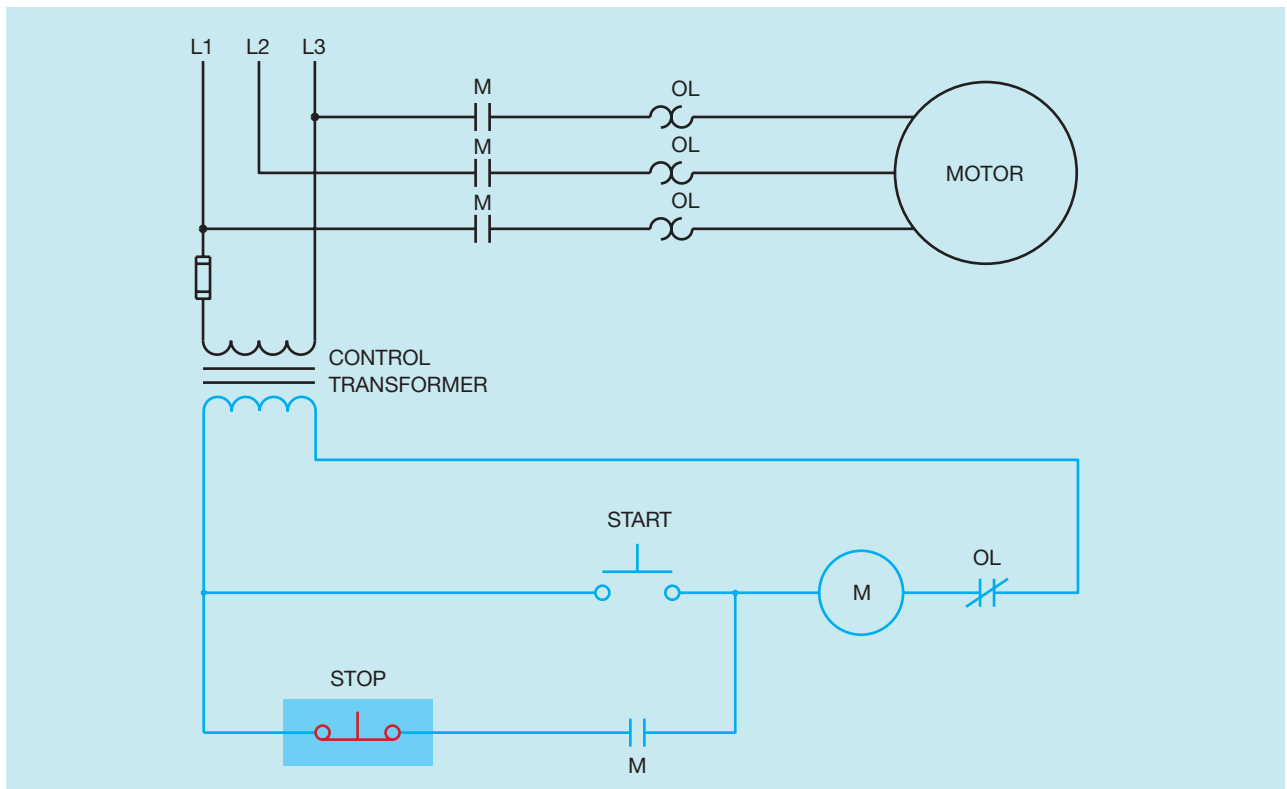 L1 L2 L3
M OL
M OL
MOTOR
M OL
CONTROL
TRANSFORMER
START
OL
M
STOP
M